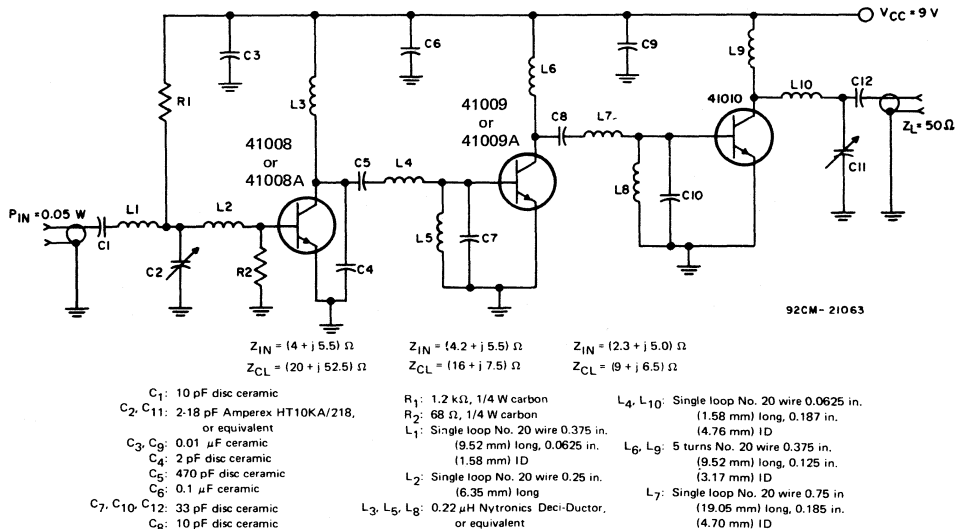 VCC = 9 V
C3
C6
C9
L9
L6
L10
C12
R1
L3
41009
or
41009A
C8
L7
41010
ZL = 50 Ω
41008
or
41008A
C5
L4
C11
L8
C10
PIN = 0.05 W
L1
L2
C1
L5
C7
C2
R2
C4
92CM-21063
ZIN = (4 + j 5.5) Ω
ZCL = (20 + j 52.5) Ω
ZIN = (4.2 + j 5.5) Ω
ZCL = (16 + j 7.5) Ω
ZIN = (2.3 + j 5.0) Ω
ZCL = (9 + j 6.5) Ω
C1: 10 pF disc ceramic
C2, C11: 2-18 pF Amperex HT10KA/218,
or equivalent
C3, C9: 0.01 μF ceramic
C4: 2 pF disc ceramic
C5: 470 pF disc ceramic
C6: 0.1 μF ceramic
C7, C10, C12: 33 pF disc ceramic
C8: 10 pF disc ceramic
R1: 1.2 kΩ, 1/4 W carbon
R2: 68 Ω, 1/4 W carbon
L1: Single loop No. 20 wire 0.375 in.
(9.52 mm) long, 0.0625 in.
(1.58 mm) ID
L2: Single loop No. 20 wire 0.25 in.
(6.35 mm) long
L3, L5, L8: 0.22 μH Nytronics Deci-Ductor,
or equivalent
L4, L10: Single loop No. 20 wire 0.0625 in.
(1.58 mm) long, 0.187 in.
(4.76 mm) ID
L6, L9: 5 turns No. 20 wire 0.375 in.
(9.52 mm) long, 0.125 in.
(3.17 mm) ID
L7: Single loop No. 20 wire 0.75 in
(19.05 mm) long, 0.185 in.
(4.70 mm) ID